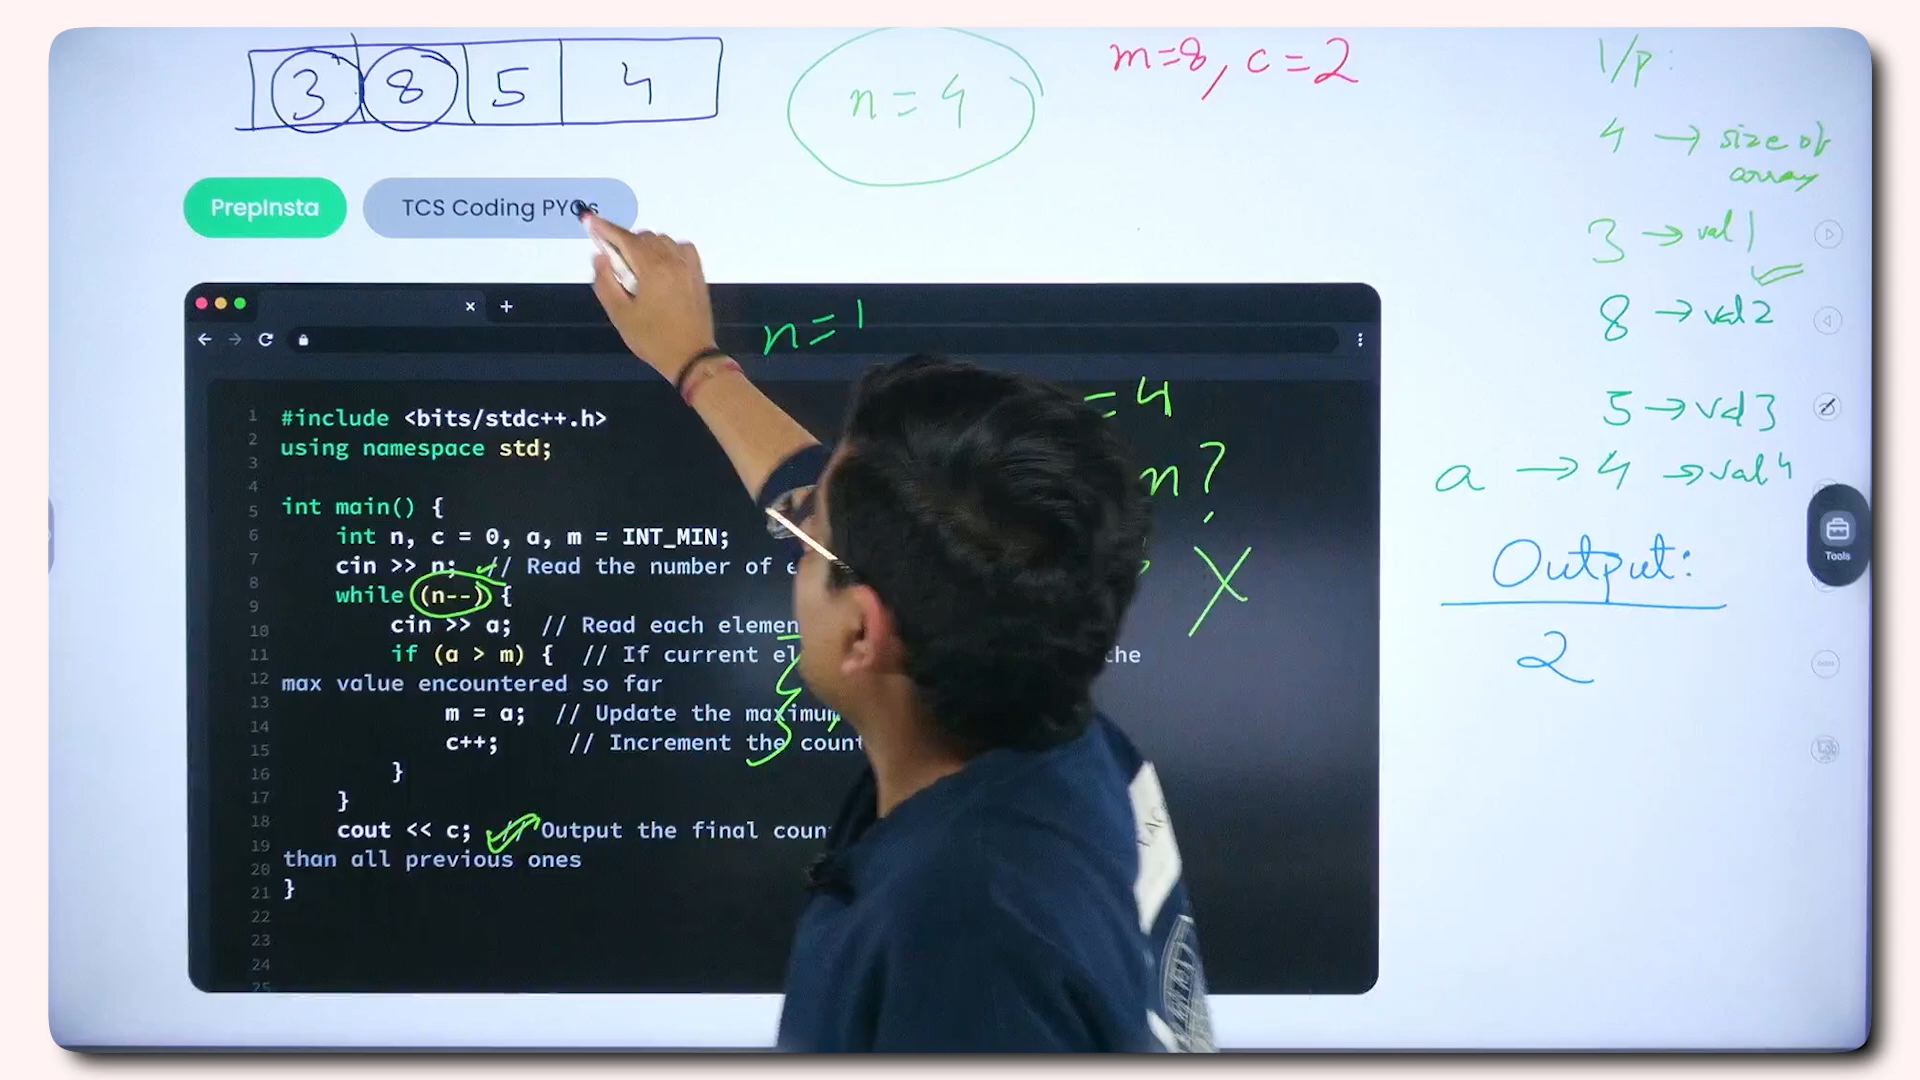 3 8 5 4
n = 4
m=8, c=2
I/p:
4 → size of
array
3 → val 1
8 → val 2
5 → val 3
a → 4 → val 4
Output:
2
PrepInsta
TCS Coding PYQs
n=1
= 4
n?
X
1 #include <bits/stdc++.h>
2 using namespace std;
3
4
5 int main() {
6 int n, c = 0, a, m = INT_MIN;
7 cin >> n; // Read the number of
8 while (n--) {
9
10 cin >> a; // Read each elemen
11 if (a > m) { // If current el the
12 max value encountered so far
13 m = a; // Update the maximum
14
15 c++; // Increment the count
16 }
17 }
18 cout << c; // Output the final coun
19 than all previous ones
20
21 }
22
23
24
25
Tools